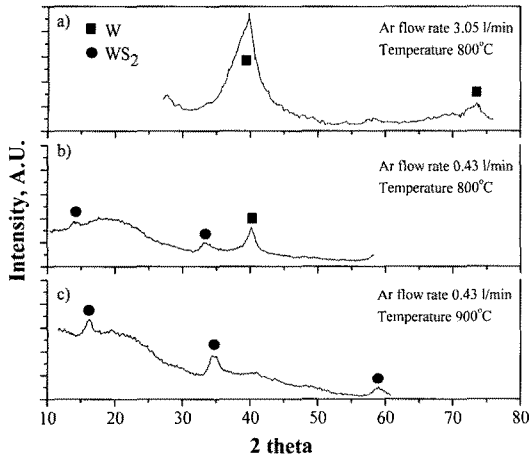 a)
W
WS2
Ar flow rate 3.05 l/min
Temperature 800°C
b)
Ar flow rate 0.43 l/min
Temperature 800°C
c)
Ar flow rate 0.43 l/min
Temperature 900°C
Intensity, A.U.
10 20 30 40 50 60 70 80
2 theta